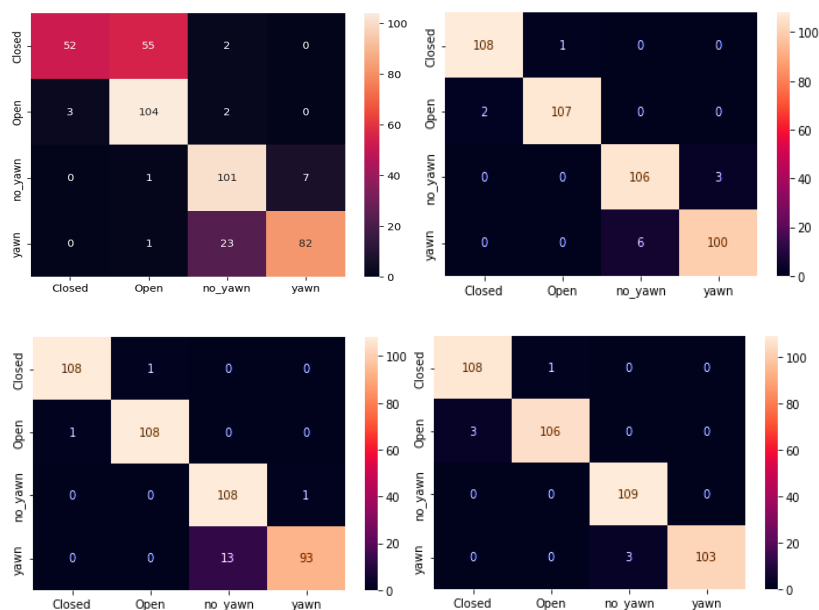 Closed 52 55 2 0
Open 3 104 2 0
no_yawn 0 1 101 7
yawn 0 1 23 82
Closed Open no_yawn yawn
100
80
60
40
20
0
Closed 108 1 0 0
Open 2 107 0 0
no_yawn 0 0 106 3
yawn 0 0 6 100
Closed Open no_yawn yawn
100
80
60
40
20
0
Closed 108 1 0 0
Open 1 108 0 0
no_yawn 0 0 108 1
yawn 0 0 13 93
Closed Open no_yawn yawn
100
80
60
40
20
0
Closed 108 1 0 0
Open 3 106 0 0
no_yawn 0 0 109 0
yawn 0 0 3 103
Closed Open no_yawn yawn
100
80
60
40
20
0